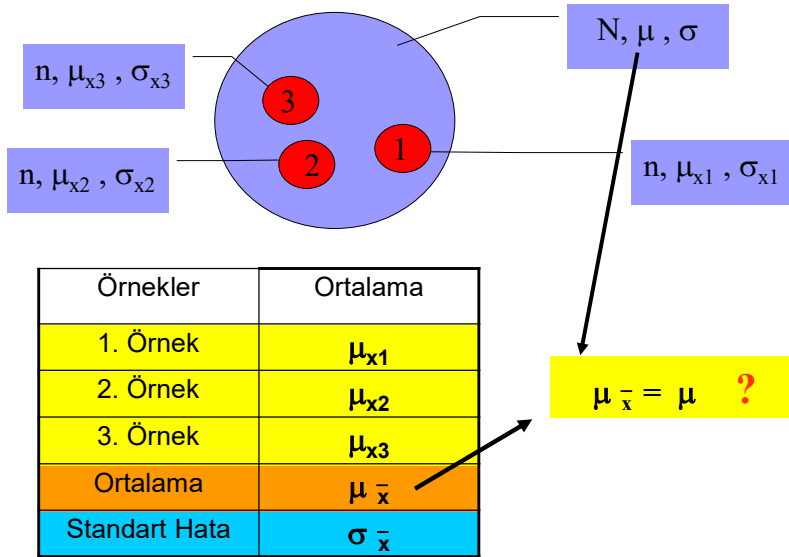 N, μ , σ
n, μx3 , σx3
3
1
2
n, μx2 , σx2
n, μx1 , σx1
Örnekler Ortalama
1. Örnek μx1
2. Örnek μx2
3. Örnek μx3
Ortalama μ x̄
Standart Hata σ x̄
μ x̄ = μ ?